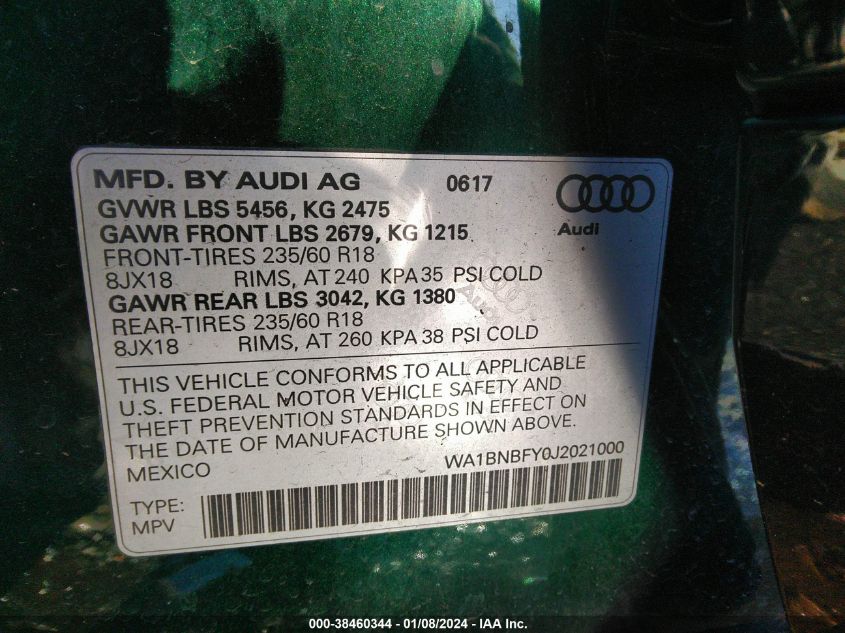 MFD. BY AUDI AG 0617
GVWR LBS 5456, KG 2475
GAWR FRONT LBS 2679, KG 1215
Audi
FRONT-TIRES 235/60 R18
8JX18 RIMS, AT 240 KPA 35 PSI COLD
GAWR REAR LBS 3042, KG 1380
Audi
REAR-TIRES 235/60 R18
8JX18 RIMS, AT 260 KPA 38 PSI COLD
THIS VEHICLE CONFORMS TO ALL APPLICABLE
U.S. FEDERAL MOTOR VEHICLE SAFETY AND
THEFT PREVENTION STANDARDS IN EFFECT ON
THE DATE OF MANUFACTURE SHOWN ABOVE.
MEXICO WA1BNBFY0J2021000
TYPE:
MPV
000-38460344 - 01/08/2024 - IAA Inc.